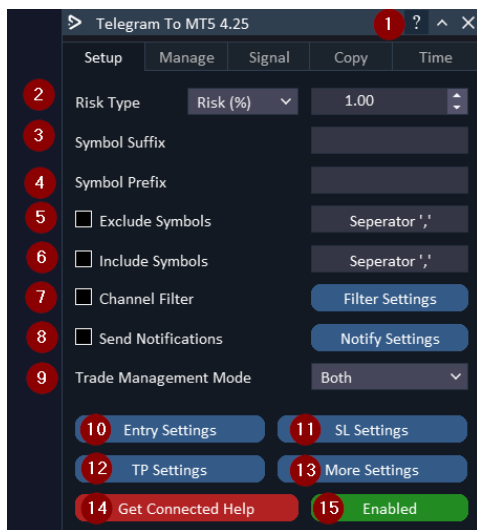 Telegram To MT5 4.25 1 ? ^ X
Setup Manage Signal Copy Time
2 Risk Type Risk (%) 1.00
3 Symbol Suffix
4 Symbol Prefix
5 Exclude Symbols Seperator ','
6 Include Symbols Seperator ','
7 Channel Filter Filter Settings
8 Send Notifications Notify Settings
9 Trade Management Mode Both
10 Entry Settings 11 SL Settings
12 TP Settings 13 More Settings
14 Get Connected Help 15 Enabled